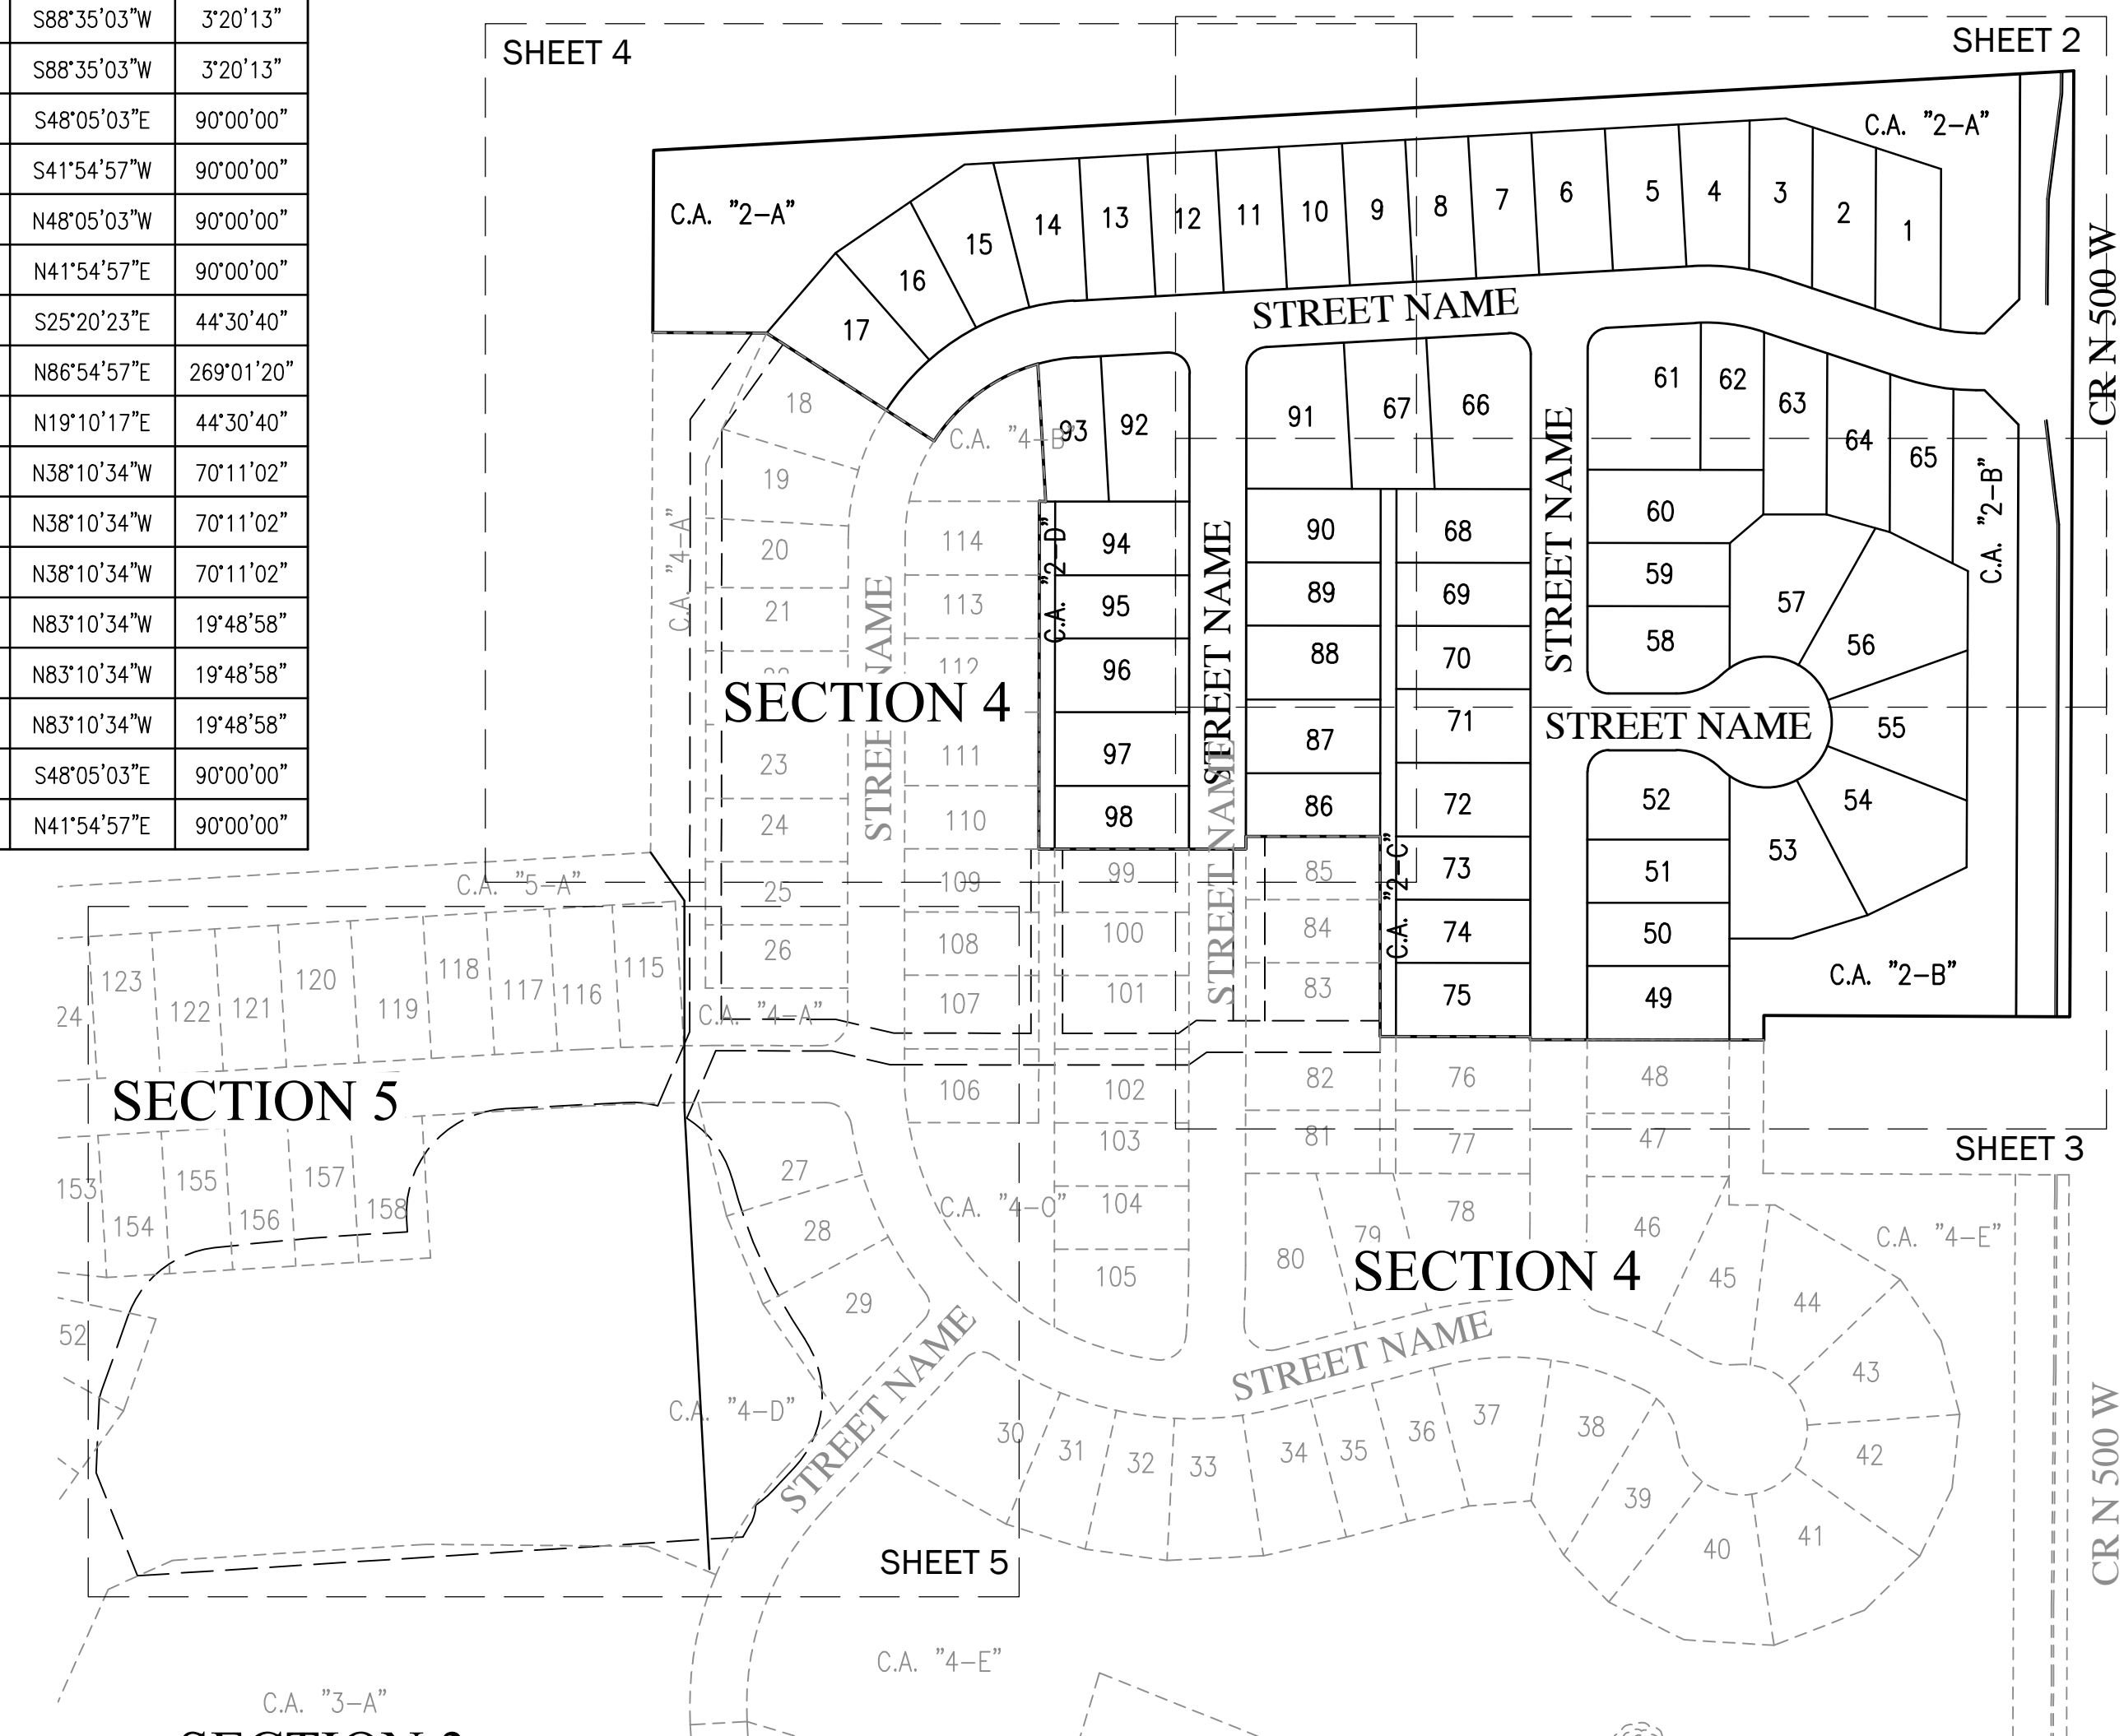 S88°35'03"W 3°20'13"
S88°35'03"W 3°20'13"
S48°05'03"E 90°00'00"
S41°54'57"W 90°00'00"
N48°05'03"W 90°00'00"
N41°54'57"E 90°00'00"
S25°20'23"E 44°30'40"
N86°54'57"E 269°01'20"
N19°10'17"E 44°30'40"
N38°10'34"W 70°11'02"
N38°10'34"W 70°11'02"
N38°10'34"W 70°11'02"
N83°10'34"W 19°48'58"
N83°10'34"W 19°48'58"
N83°10'34"W 19°48'58"
S48°05'03"E 90°00'00"
N41°54'57"E 90°00'00"
SHEET 4
SHEET 2
C.A. "2-A"
C.A. "2-A"
17
16
15
14
13
12
11
10
9
8
7
6
5
4
3
2
1
STREET NAME
CR N 500 W
18
19
20
21
23
24
25
26
C.A. "4-A"
STREET NAME
C.A. "4-B"
93
92
91
67
66
61
62
63
64
65
C.A. "2-B"
114
113
112
111
110
109
108
107
106
C.A. "2-D"
94
95
96
97
98
STREET NAME
STREET NAME
90
89
88
87
86
68
69
70
71
72
73
74
75
C.A. "2-C"
STREET NAME
60
59
58
57
56
55
54
53
STREET NAME
52
51
50
49
C.A. "2-B"
SECTION 4
99
100
101
102
103
104
105
85
84
83
82
81
80
79
78
77
76
48
47
46
45
44
43
42
41
40
39
38
37
36
35
34
33
32
31
30
SHEET 3
C.A. "5-A"
123
122
121
120
119
118
117
116
115
24
C.A. "4-A"
SECTION 5
153
154
155
156
157
158
52
27
28
29
C.A. "4-D"
STREET NAME
SECTION 4
STREET NAME
C.A. "4-E"
CR N 500 W
SHEET 5
C.A. "4-E"
C.A. "3-A"